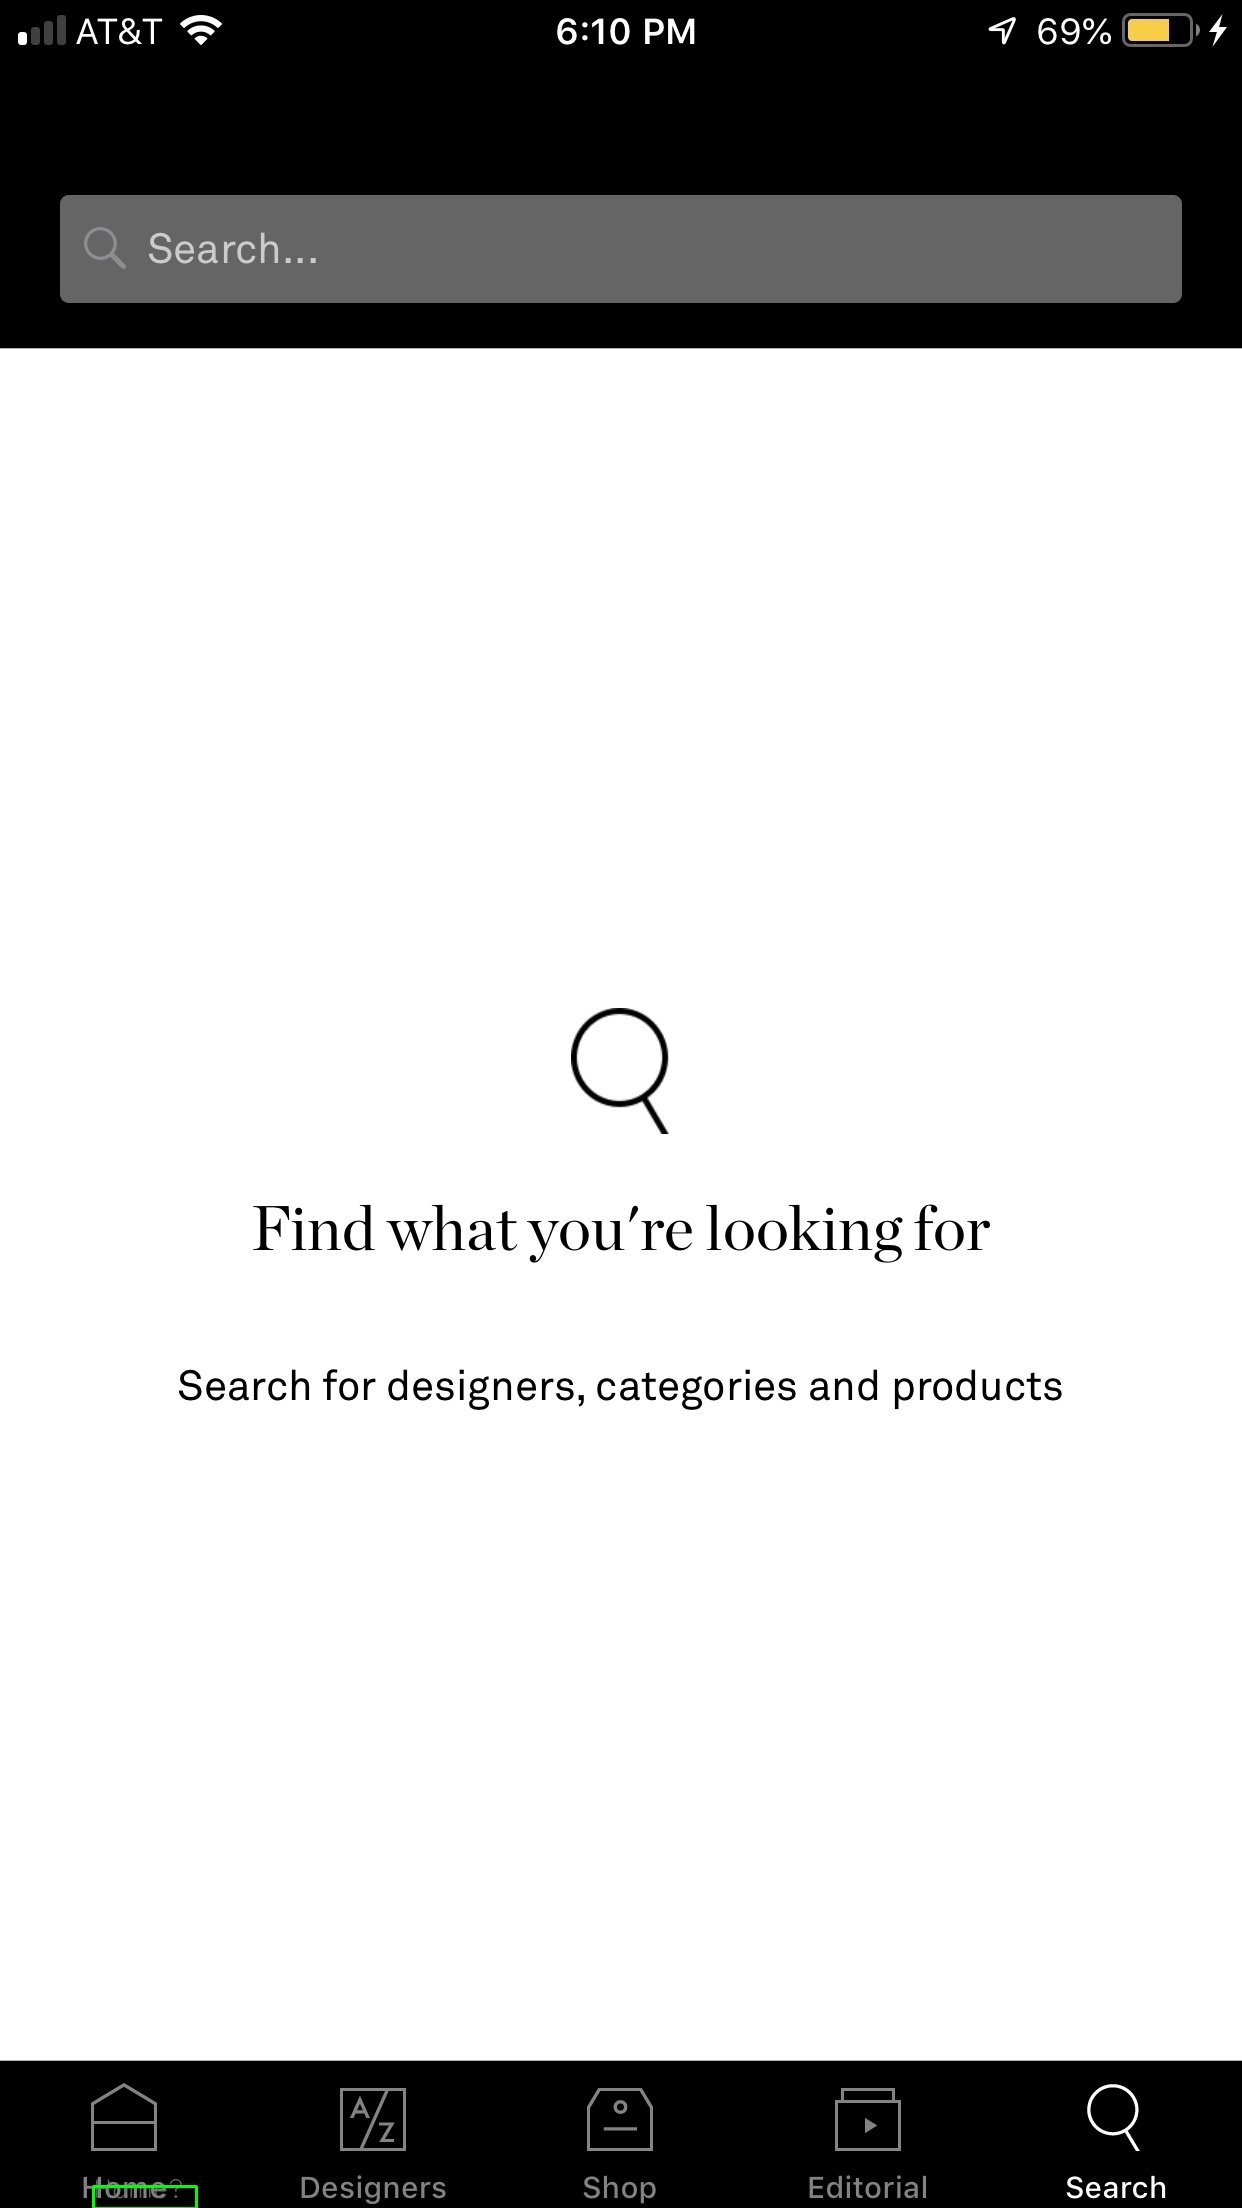 AT&T 6:10 PM 69%
Search...
Find what you're looking for
Search for designers, categories and products
A/Z
Home Designers Shop Editorial Search